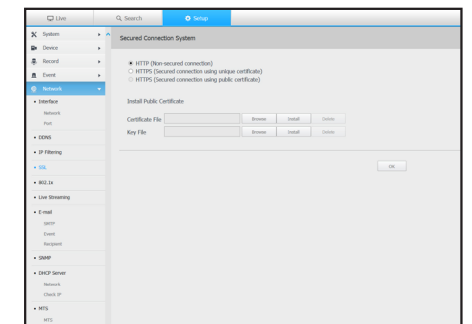 Live
Search
Setup
System
Device
Record
Event
Network
Interface
Network
Port
DDNS
IP Filtering
SSL
802.1x
Live Streaming
E-mail
SMTP
Event
Recipient
SNMP
DHCP Server
Network
Check IP
MTS
MTS
Secured Connection System
HTTP (Non-secured connection)
HTTPS (Secured connection using unique certificate)
HTTPS (Secured connection using public certificate)
Install Public Certificate
Certificate File Browse Install Delete
Key File Browse Install Delete
OK